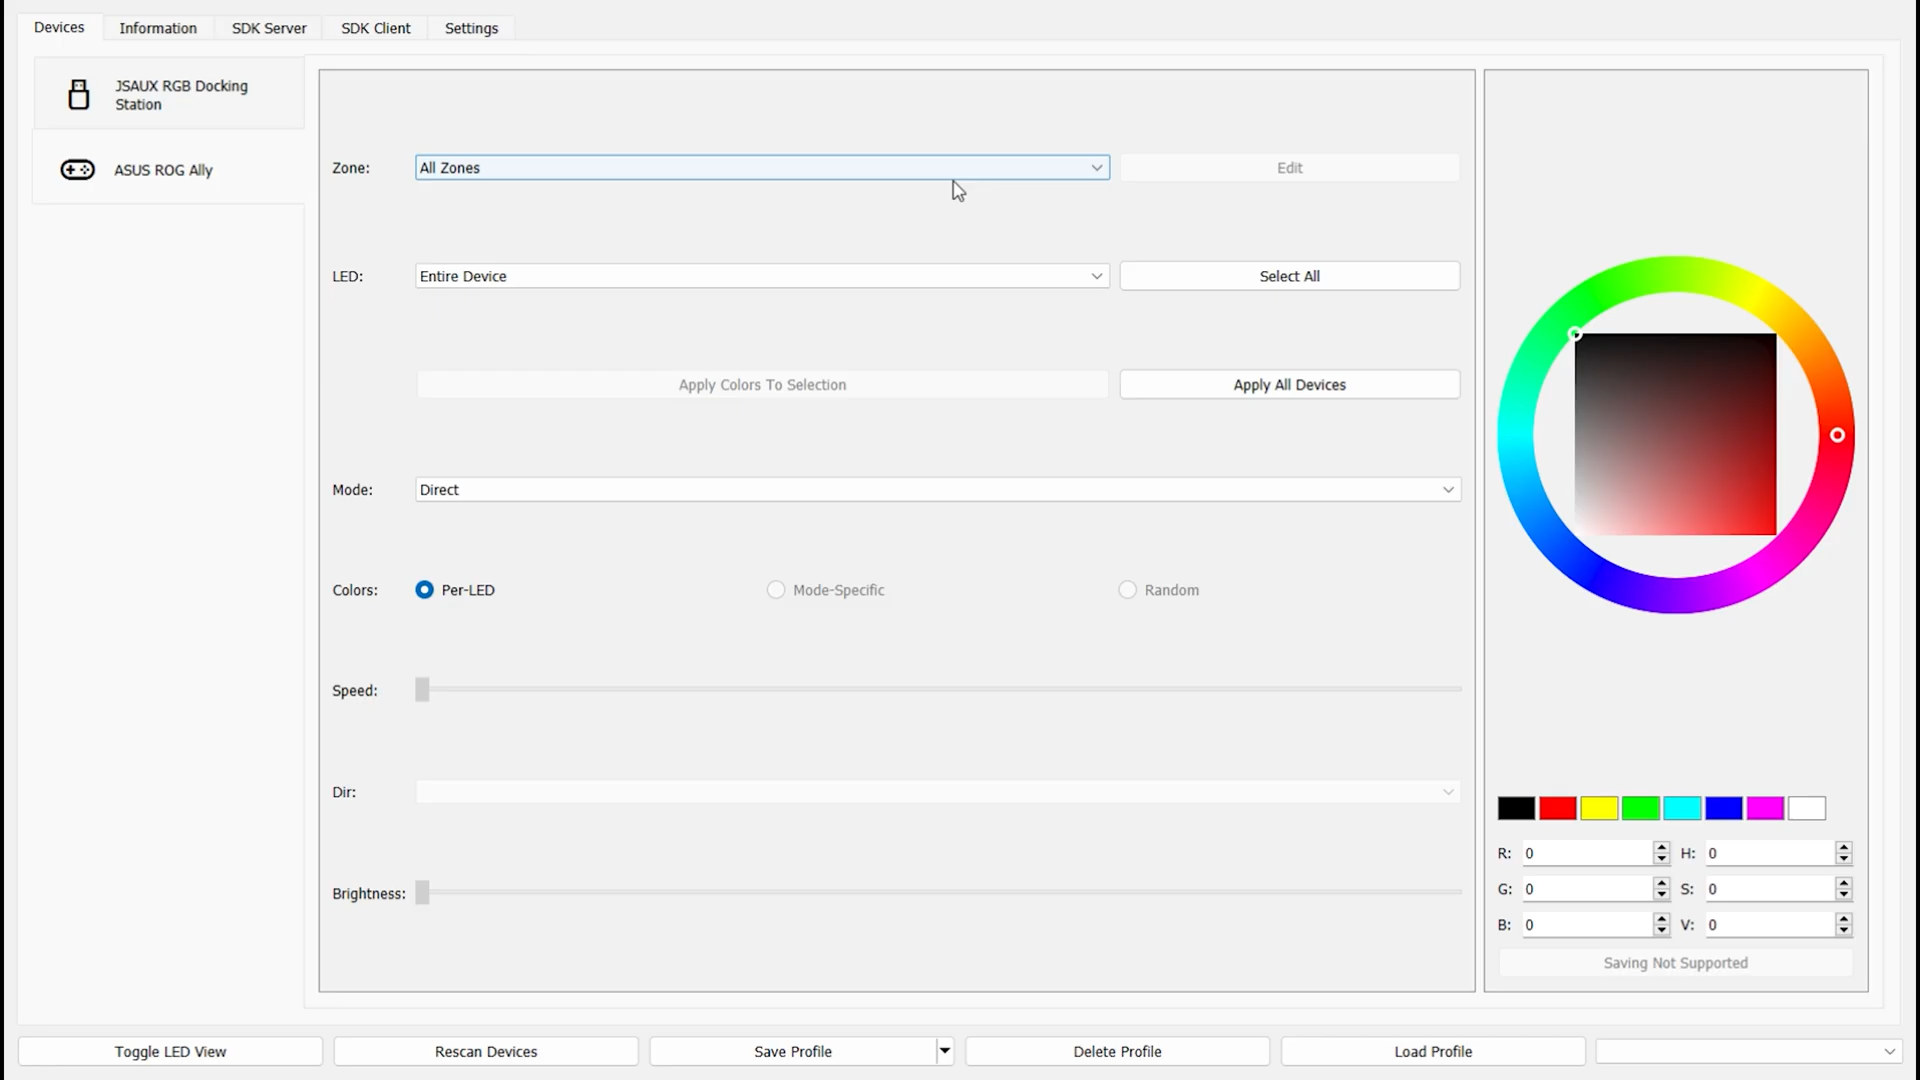 Devices
Information
SDK Server
SDK Client
Settings
JSAUX RGB Docking
Station
ASUS ROG Ally
Zone:
All Zones
Edit
LED:
Entire Device
Select All
Apply Colors To Selection
Apply All Devices
Mode:
Direct
Colors:
Per-LED
Mode-Specific
Random
Speed:
Dir:
Brightness:
R: 0
H: 0
G: 0
S: 0
B: 0
V: 0
Saving Not Supported
Toggle LED View
Rescan Devices
Save Profile
Delete Profile
Load Profile